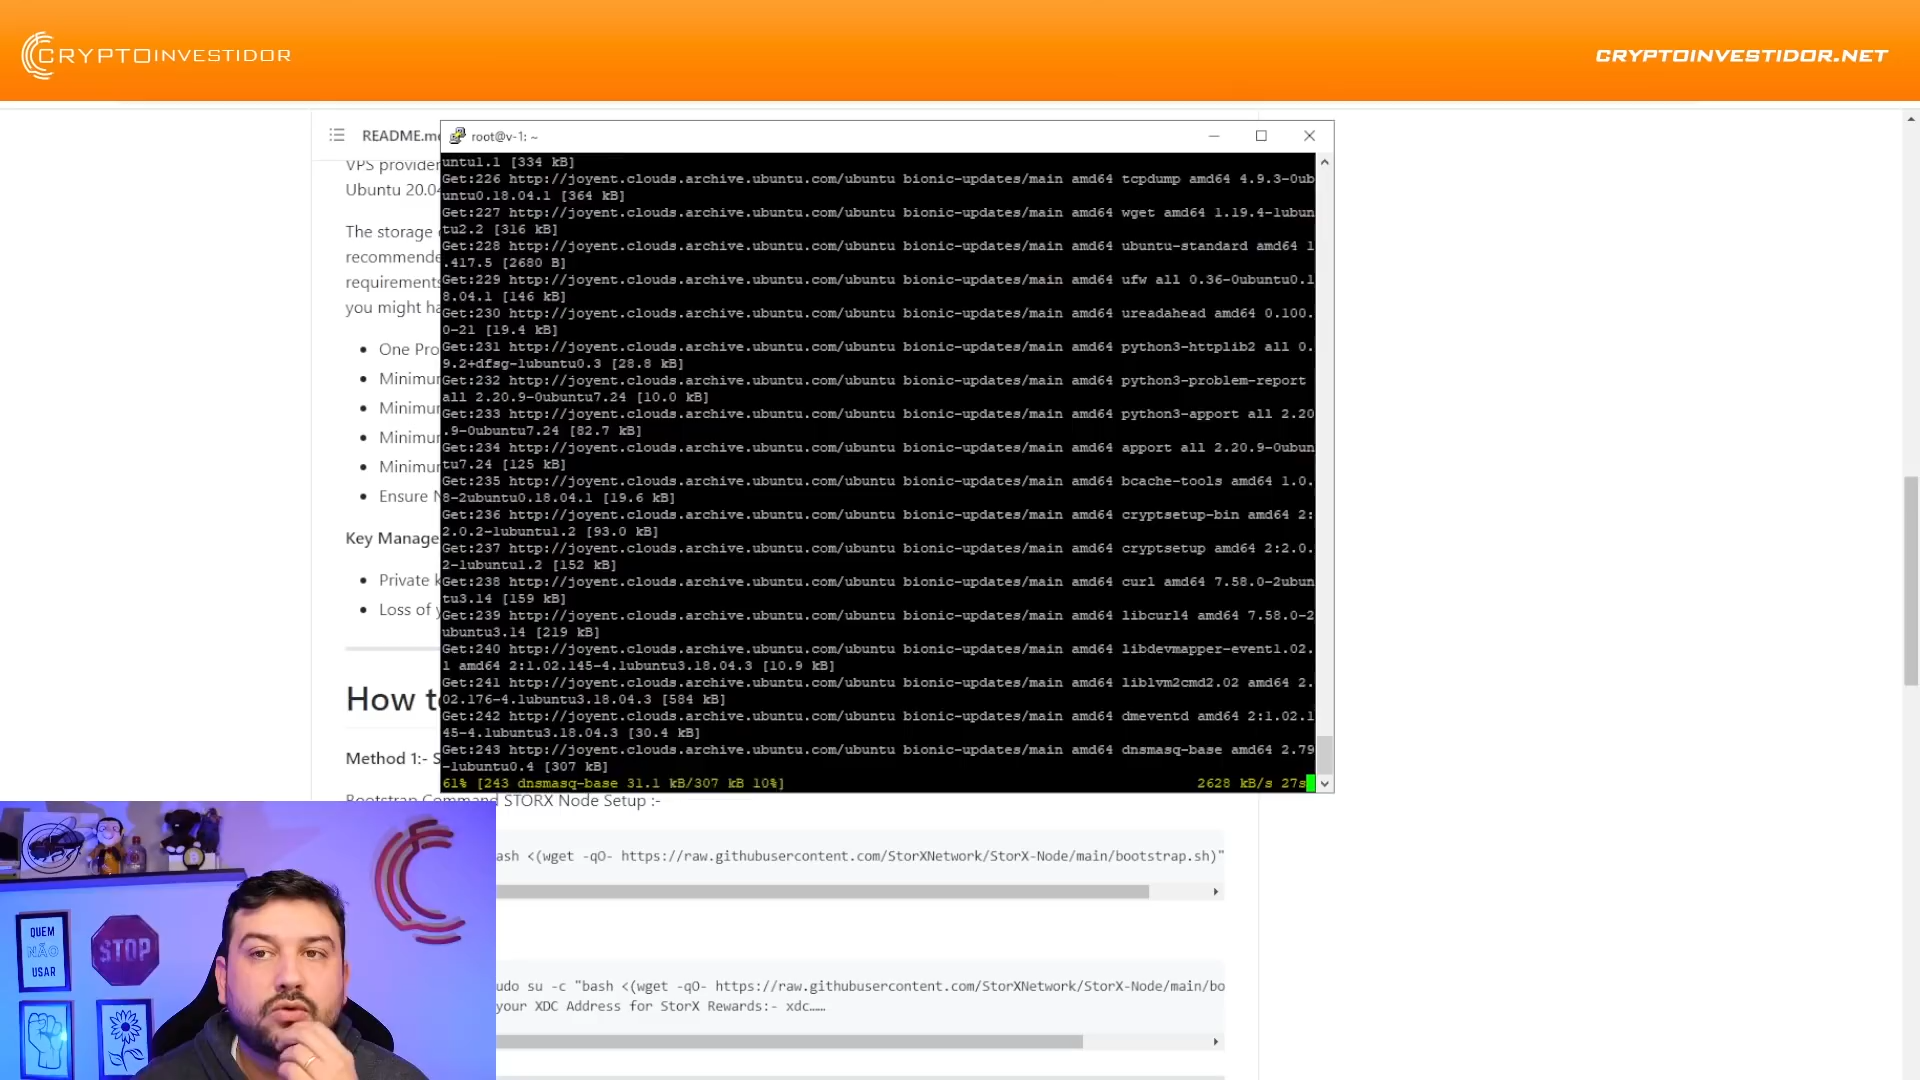 CRYPTOINVESTIDOR
CRYPTOINVESTIDOR.NET
README.m
VPS provider
Ubuntu 20.04
The storage
recommende
requirements
you might ha
One Pro
Minimu
Minimu
Minimu
Minimu
Ensure N
Key Manage
Private k
Loss of y
How to
Method 1:- S
root@v-1: ~
untu1.1 [334 kB]
Get:226 http://joyent.clouds.archive.ubuntu.com/ubuntu bionic-updates/main amd64 tcpdump amd64 4.9.3-0ub
untu0.18.04.1 [364 kB]
Get:227 http://joyent.clouds.archive.ubuntu.com/ubuntu bionic-updates/main amd64 wget amd64 1.19.4-1ubun
tu2.2 [316 kB]
Get:228 http://joyent.clouds.archive.ubuntu.com/ubuntu bionic-updates/main amd64 ubuntu-standard amd64 1
.417.5 [2680 B]
Get:229 http://joyent.clouds.archive.ubuntu.com/ubuntu bionic-updates/main amd64 ufw all 0.36-0ubuntu0.1
8.04.1 [146 kB]
Get:230 http://joyent.clouds.archive.ubuntu.com/ubuntu bionic-updates/main amd64 ureadahead amd64 0.100.
0-21 [19.4 kB]
Get:231 http://joyent.clouds.archive.ubuntu.com/ubuntu bionic-updates/main amd64 python3-httplib2 all 0.
9.2+dfsg-1ubuntu0.3 [28.8 kB]
Get:232 http://joyent.clouds.archive.ubuntu.com/ubuntu bionic-updates/main amd64 python3-problem-report
all 2.20.9-0ubuntu7.24 [10.0 kB]
Get:233 http://joyent.clouds.archive.ubuntu.com/ubuntu bionic-updates/main amd64 python3-apport all 2.20
.9-0ubuntu7.24 [82.7 kB]
Get:234 http://joyent.clouds.archive.ubuntu.com/ubuntu bionic-updates/main amd64 apport all 2.20.9-0ubun
tu7.24 [125 kB]
Get:235 http://joyent.clouds.archive.ubuntu.com/ubuntu bionic-updates/main amd64 bcache-tools amd64 1.0.
8-2ubuntu0.18.04.1 [19.6 kB]
Get:236 http://joyent.clouds.archive.ubuntu.com/ubuntu bionic-updates/main amd64 cryptsetup-bin amd64 2:
2.0.2-1ubuntu1.2 [93.0 kB]
Get:237 http://joyent.clouds.archive.ubuntu.com/ubuntu bionic-updates/main amd64 cryptsetup amd64 2:2.0.
2-1ubuntu1.2 [152 kB]
Get:238 http://joyent.clouds.archive.ubuntu.com/ubuntu bionic-updates/main amd64 curl amd64 7.58.0-2ubun
tu3.14 [159 kB]
Get:239 http://joyent.clouds.archive.ubuntu.com/ubuntu bionic-updates/main amd64 libcurl4 amd64 7.58.0-2
ubuntu3.14 [219 kB]
Get:240 http://joyent.clouds.archive.ubuntu.com/ubuntu bionic-updates/main amd64 libdevmapper-event1.02.
1 amd64 2:1.02.145-4.1ubuntu3.18.04.3 [10.9 kB]
Get:241 http://joyent.clouds.archive.ubuntu.com/ubuntu bionic-updates/main amd64 liblvm2cmd2.02 amd64 2.
02.176-4.1ubuntu3.18.04.3 [584 kB]
Get:242 http://joyent.clouds.archive.ubuntu.com/ubuntu bionic-updates/main amd64 dmeventd amd64 2:1.02.1
45-4.1ubuntu3.18.04.3 [30.4 kB]
Get:243 http://joyent.clouds.archive.ubuntu.com/ubuntu bionic-updates/main amd64 dnsmasq-base amd64 2.79
-1ubuntu0.4 [307 kB]
61% [243 dnsmasq-base 31.1 kB/307 kB 10%] 2628 kB/s 27s
Bootstrap Command STORX Node Setup :-
ash <(wget -qO- https://raw.githubusercontent.com/StorXNetwork/StorX-Node/main/bootstrap.sh)"
udo su -c "bash <(wget -qO- https://raw.githubusercontent.com/StorXNetwork/StorX-Node/main/bo
your XDC Address for StorX Rewards:- xdc……
QUEM
NÃO
USAR
STOP